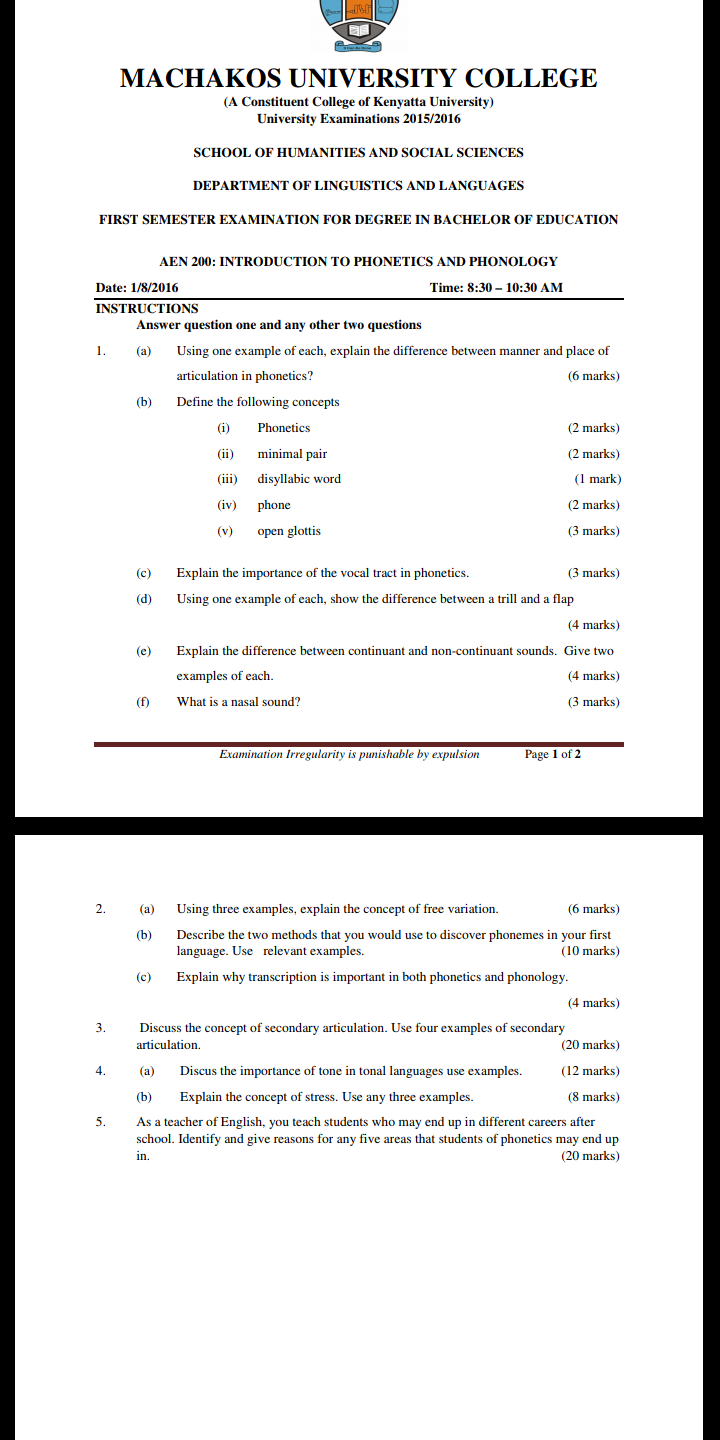 MACHAKOS UNIVERSITY COLLEGE
(A Constituent College of Kenyatta University)
University Examinations 2015/2016
SCHOOL OF HUMANITIES AND SOCIAL SCIENCES
DEPARTMENT OF LINGUISTICS AND LANGUAGES
FIRST SEMESTER EXAMINATION FOR DEGREE IN BACHELOR OF EDUCATION
AEN 200: INTRODUCTION TO PHONETICS AND PHONOLOGY
Date: 1/8/2016 Time: 8:30 – 10:30 AM
INSTRUCTIONS
Answer question one and any other two questions
1. (a) Using one example of each, explain the difference between manner and place of
articulation in phonetics? (6 marks)
(b) Define the following concepts
(i) Phonetics (2 marks)
(ii) minimal pair (2 marks)
(iii) disyllabic word (1 mark)
(iv) phone (2 marks)
(v) open glottis (3 marks)
(c) Explain the importance of the vocal tract in phonetics. (3 marks)
(d) Using one example of each, show the difference between a trill and a flap
(4 marks)
(e) Explain the difference between continuant and non-continuant sounds. Give two
examples of each. (4 marks)
(f) What is a nasal sound? (3 marks)
Examination Irregularity is punishable by expulsion Page 1 of 2
2. (a) Using three examples, explain the concept of free variation. (6 marks)
(b) Describe the two methods that you would use to discover phonemes in your first
language. Use relevant examples. (10 marks)
(c) Explain why transcription is important in both phonetics and phonology.
(4 marks)
3. Discuss the concept of secondary articulation. Use four examples of secondary
articulation. (20 marks)
4. (a) Discus the importance of tone in tonal languages use examples. (12 marks)
(b) Explain the concept of stress. Use any three examples. (8 marks)
5. As a teacher of English, you teach students who may end up in different careers after
school. Identify and give reasons for any five areas that students of phonetics may end up
in. (20 marks)